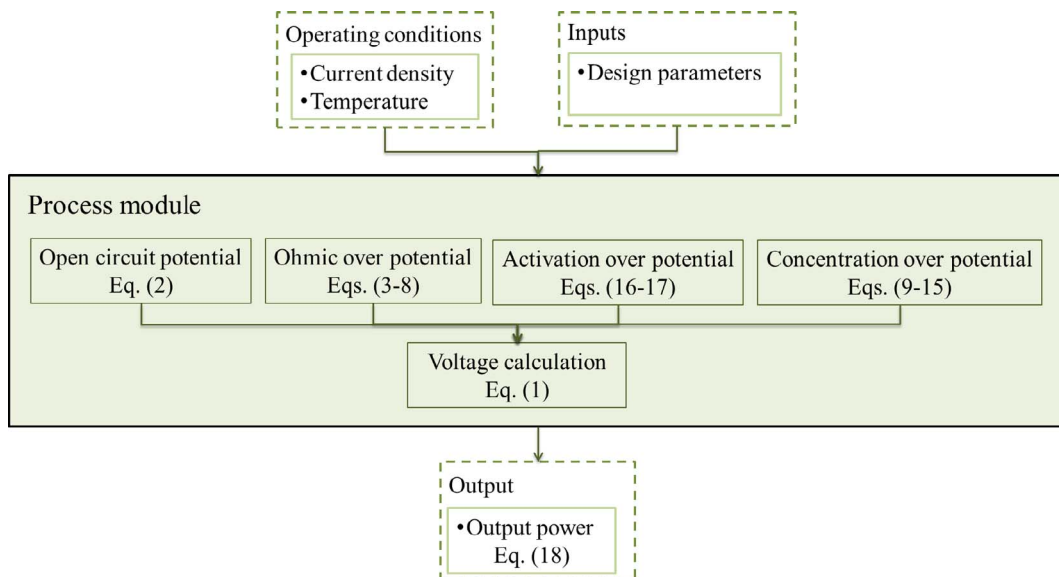 Operating conditions
•Current density
•Temperature
Inputs
•Design parameters
Process module
Open circuit potential
Eq. (2)
Ohmic over potential
Eqs. (3-8)
Activation over potential
Eqs. (16-17)
Concentration over potential
Eqs. (9-15)
Voltage calculation
Eq. (1)
Output
•Output power
Eq. (18)